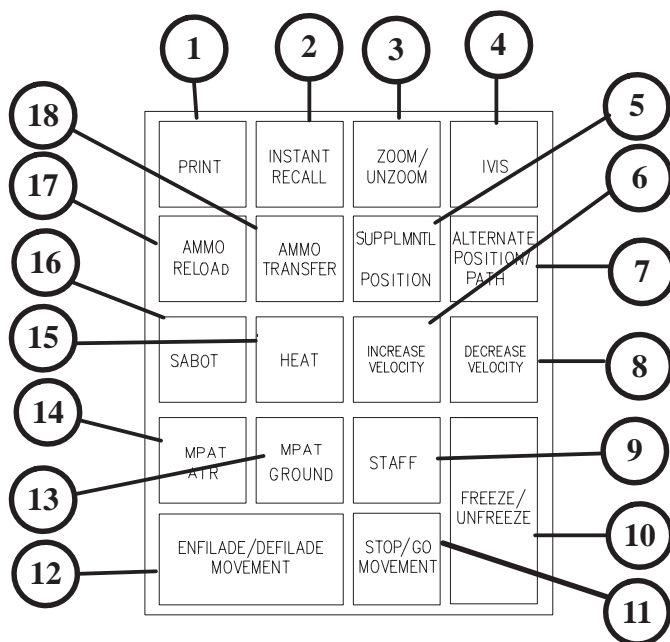 1
2
3
4
5
6
7
8
9
10
11
12
13
14
15
16
17
18
PRINT
INSTANT
RECALL
ZOOM/
UNZOOM
IVIS
AMMO
RELOAD
AMMO
TRANSFER
SUPPLMNTL
POSITION
ALTERNATE
POSITION/
PATH
SABOT
HEAT
INCREASE
VELOCITY
DECREASE
VELOCITY
MPAT
AIR
MPAT
GROUND
STAFF
FREEZE/
UNFREEZE
ENFILADE/DEFILADE
MOVEMENT
STOP/GO
MOVEMENT